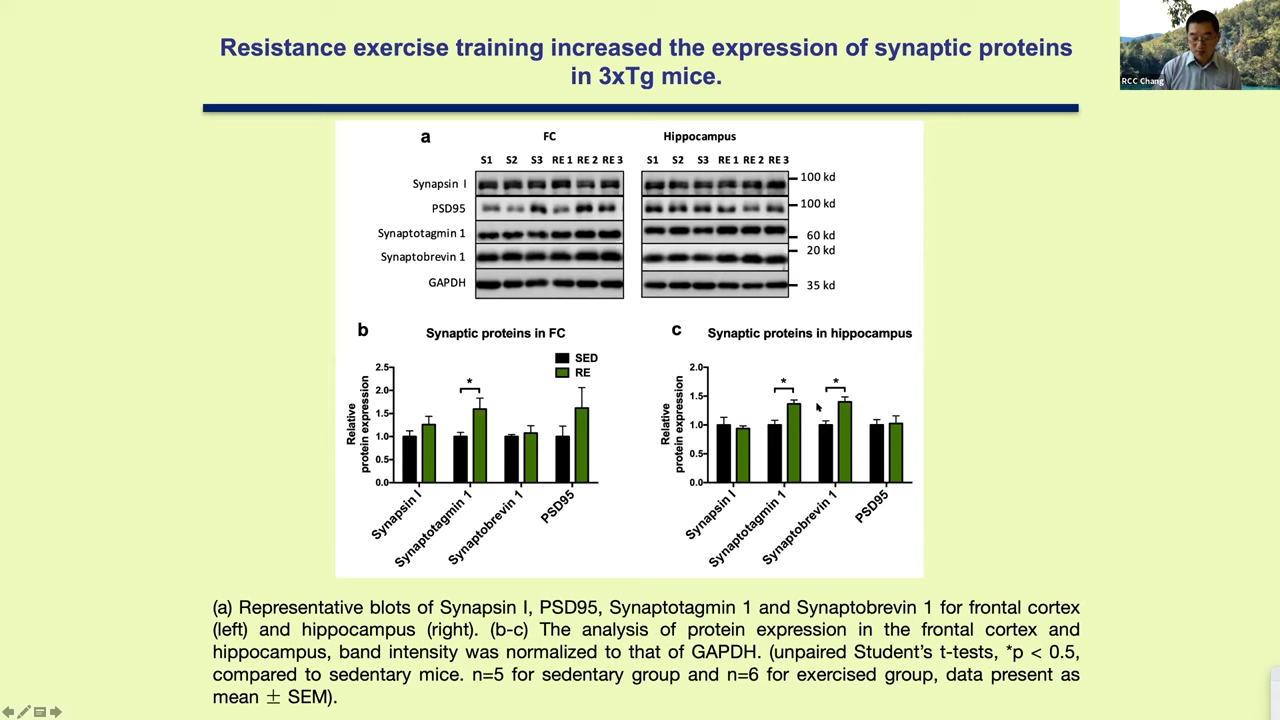 Resistance exercise training increased the expression of synaptic proteins
in 3xTg mice.
RCC Chang
a
FC
Hippocampus
S1 S2 S3 RE 1 RE 2 RE 3
S1 S2 S3 RE 1 RE 2 RE 3
Synapsin I
100 kd
PSD95
100 kd
Synaptotagmin 1
60 kd
Synaptobrevin 1
20 kd
GAPDH
35 kd
b
Synaptic proteins in FC
SED
RE
Relative
protein expression
2.5
2.0
1.5
1.0
0.5
0.0
*
Synapsin I
Synaptotagmin 1
Synaptobrevin 1
PSD95
c
Synaptic proteins in hippocampus
Relative
protein expression
2.0
1.5
1.0
0.5
0.0
*
*
Synapsin I
Synaptotagmin 1
Synaptobrevin 1
PSD95
(a) Representative blots of Synapsin I, PSD95, Synaptotagmin 1 and Synaptobrevin 1 for frontal cortex
(left) and hippocampus (right). (b-c) The analysis of protein expression in the frontal cortex and
hippocampus, band intensity was normalized to that of GAPDH. (unpaired Student’s t-tests, *p < 0.5,
compared to sedentary mice. n=5 for sedentary group and n=6 for exercised group, data present as
mean ± SEM).